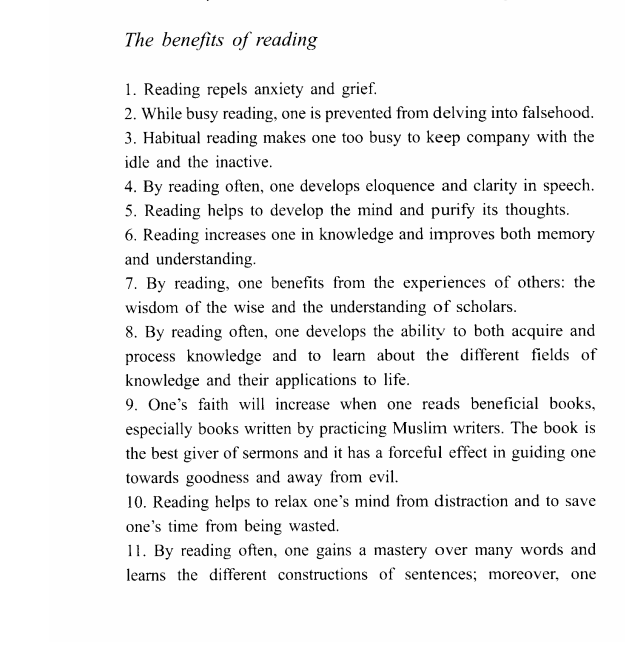 The benefits of reading
1. Reading repels anxiety and grief.
2. While busy reading, one is prevented from delving into falsehood.
3. Habitual reading makes one too busy to keep company with the
idle and the inactive.
4. By reading often, one develops eloquence and clarity in speech.
5. Reading helps to develop the mind and purify its thoughts.
6. Reading increases one in knowledge and improves both memory
and understanding.
7. By reading, one benefits from the experiences of others: the
wisdom of the wise and the understanding of scholars.
8. By reading often, one develops the ability to both acquire and
process knowledge and to learn about the different fields of
knowledge and their applications to life.
9. One's faith will increase when one reads beneficial books,
especially books written by practicing Muslim writers. The book is
the best giver of sermons and it has a forceful effect in guiding one
towards goodness and away from evil.
10. Reading helps to relax one's mind from distraction and to save
one's time from being wasted.
11. By reading often, one gains a mastery over many words and
learns the different constructions of sentences; moreover, one